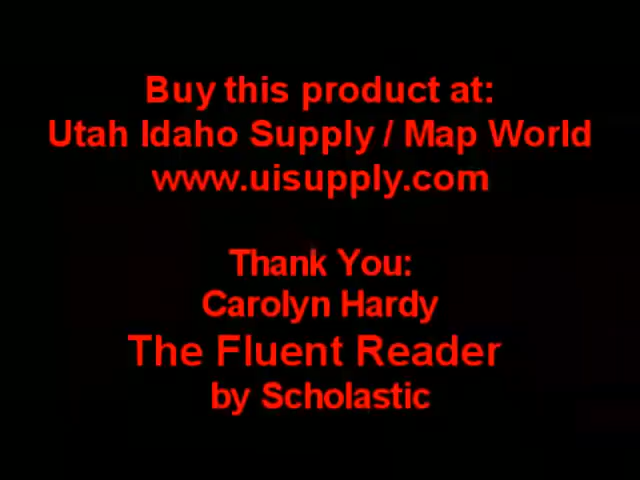 Buy this product at:
Utah Idaho Supply / Map World
www.uisupply.com
Thank You:
Carolyn Hardy
The Fluent Reader
by Scholastic